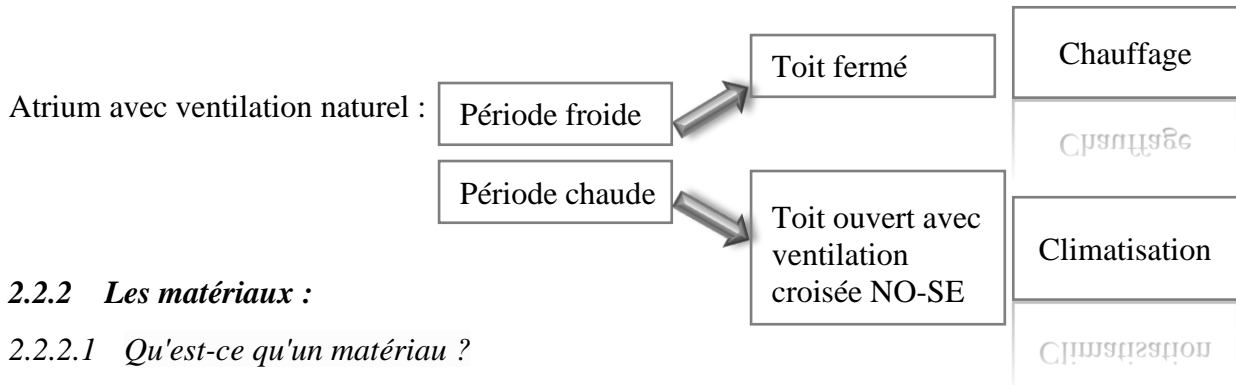 Atrium avec ventilation naturel :
Période froide
Toit fermé
Chauffage
Période chaude
Toit ouvert avec
ventilation
croisée NO-SE
Climatisation
2.2.2 Les matériaux :
2.2.2.1 Qu'est-ce qu'un matériau ?